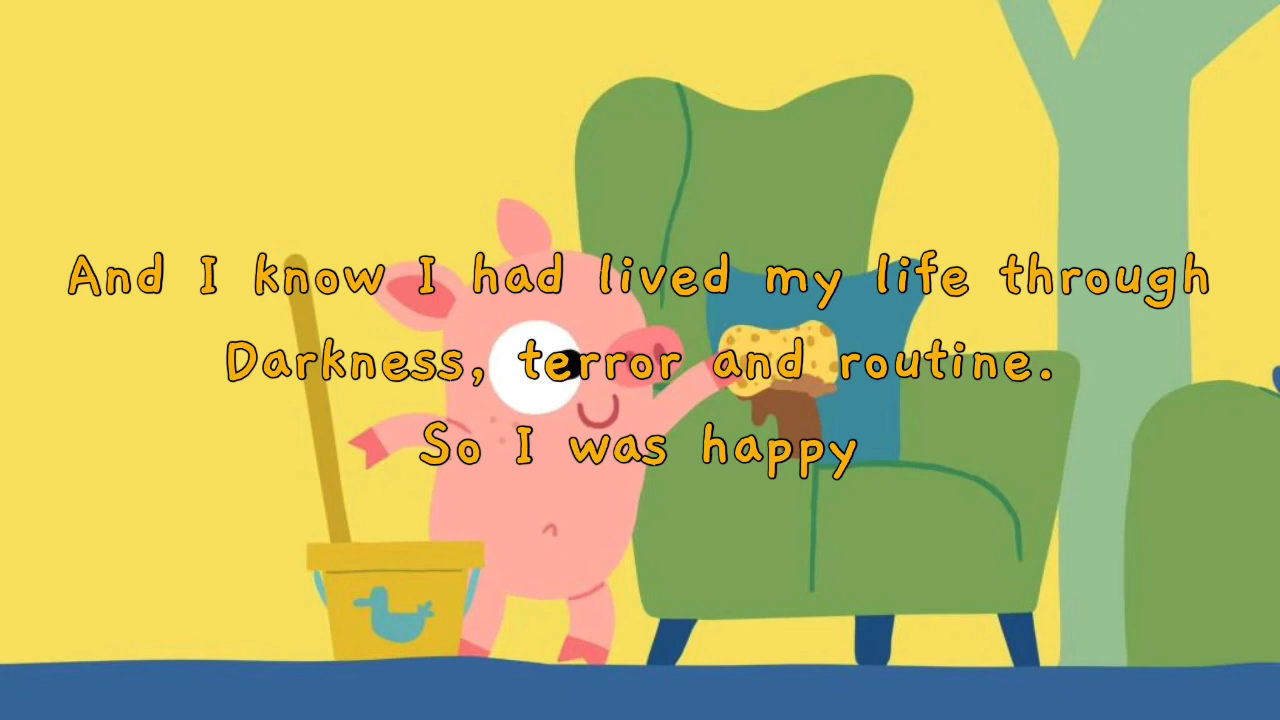 And I know I had lived my life through
Darkness, terror and routine.
So I was happy